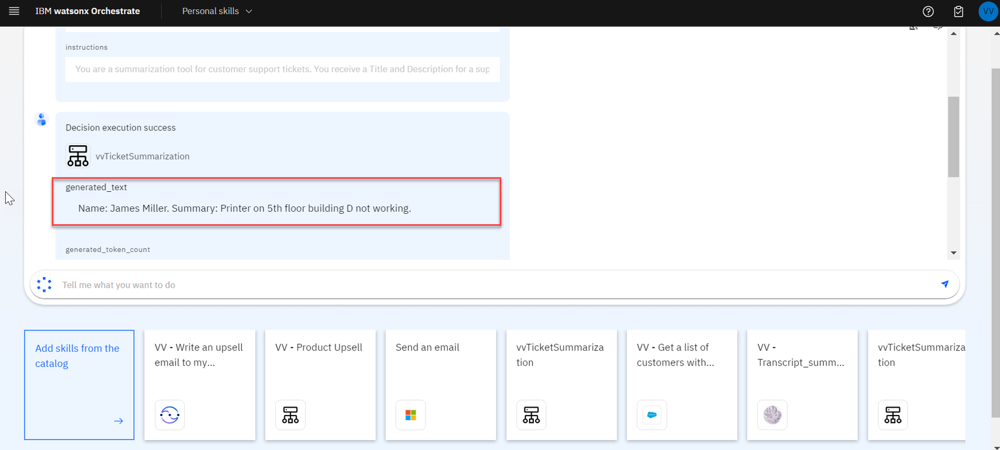 IBM watsonx Orchestrate
Personal skills
VV
instructions
You are a summarization tool for customer support tickets. You receive a Title and Description for a sup
Decision execution success
vvTicketSummarization
generated_text
Name: James Miller. Summary: Printer on 5th floor building D not working.
generated_token_count
Tell me what you want to do
Add skills from the
catalog
VV - Write an upsell
email to my...
VV - Product Upsell
Send an email
vvTicketSummariza
tion
VV - Get a list of
customers with...
VV -
Transcript_summ...
vvTicketSummariza
tion